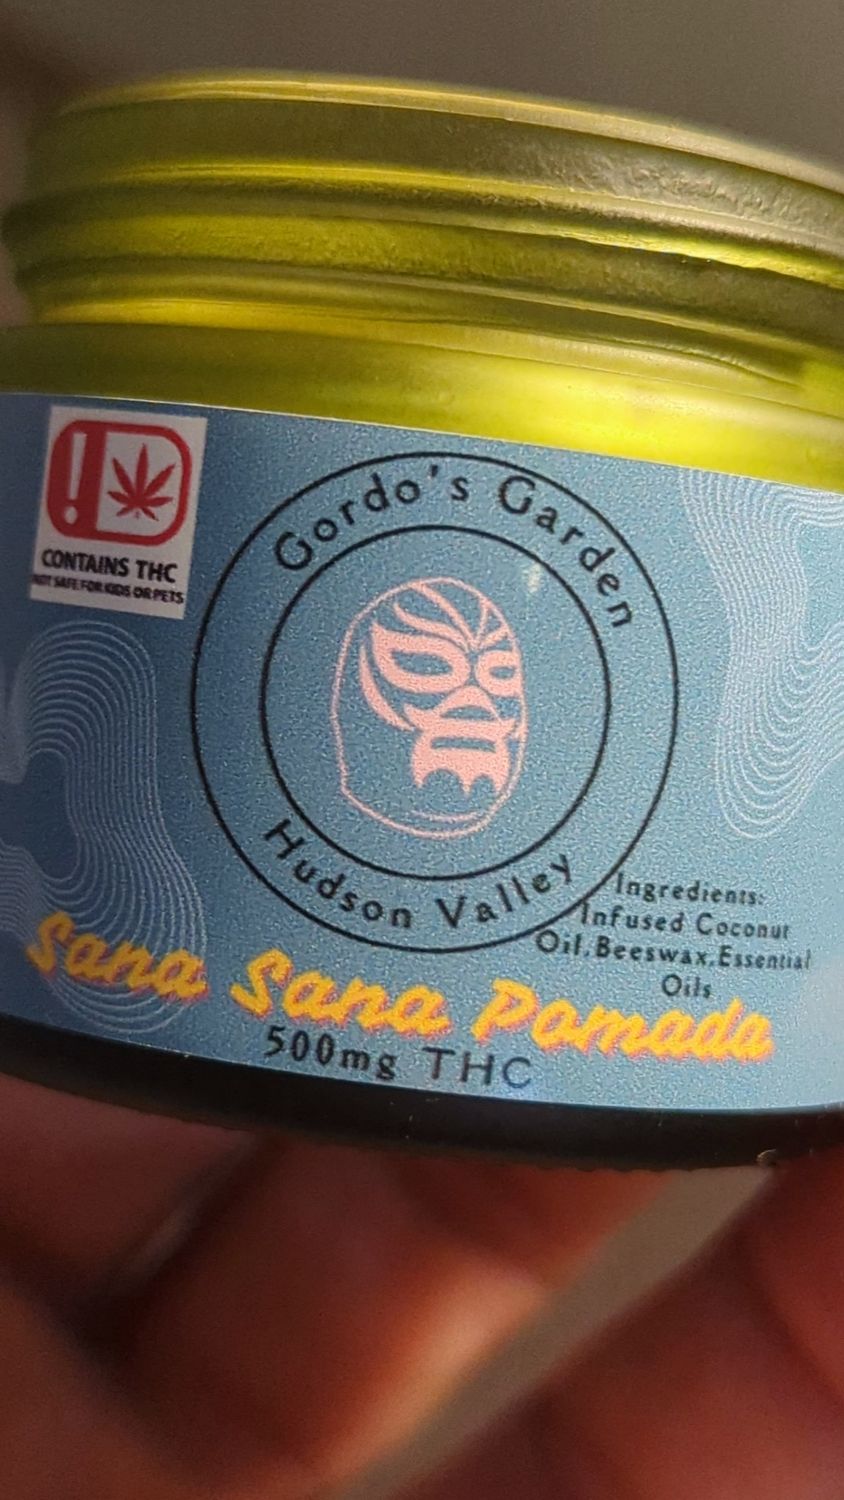 CONTAINS THC
NOT SAFE FOR KIDS OR PETS
Gordo's Garden
Hudson Valley
Ingredients:
Infused Coconut
Oil,Beeswax,Essential
Oils
Sana Sana Pomada
500mg THC